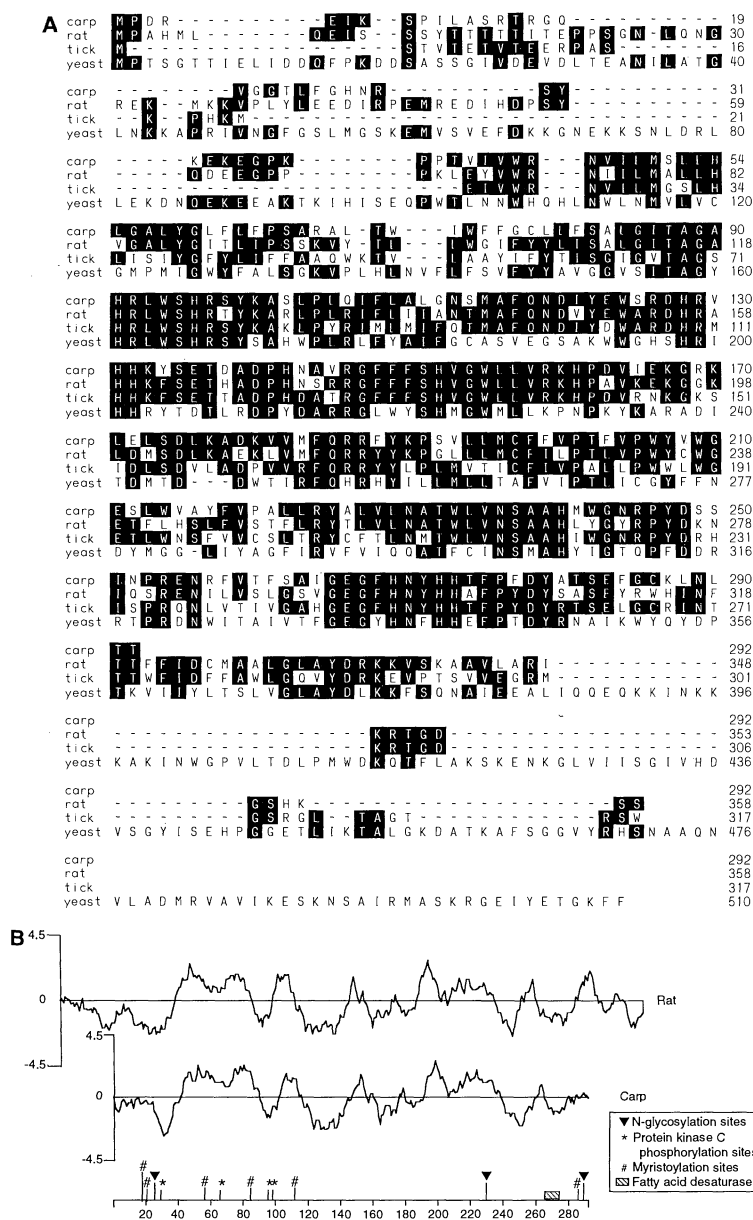 A
carp M P D R - - - - - - - - - - E I K - - S P I L A S R T R G Q - - - - - - - - - - 19
rat M P A H M L - - - - - - - Q E I S - S S Y T T T T T I T E P P S G N - L Q N G 30
tick M - - - - - - - - - - - - - - - - - - S T V T E T V T E E R P A S - - - - - - - 16
yeast M P T S G T T I E L I D D Q F P K D D S A S S G I V D E V D L T E A N I L A T G 40
carp - - - - - - - - V G G T L F G H N R - - - - - - - - - - S Y - - - - - - - - - - 31
rat R E K - - M K K V P L Y L E E D I R P E M R E D I H D P S Y - - - - - - - - - - 59
tick - - K - - P H K M - - - - - - - - - - - - - - - - - - - - - - - - - - - - - - - 21
yeast L N K K A P R I V N G F G S L M G S K E M V S V E F D K K G N E K K S N L D R L 80
carp - - - - - K E K E G P K - - - - - - - - P P T V I V W R - - - N V I L M S L L H 54
rat - - - - - Q D E E G P P - - - - - - - - P K L E Y V W R - - - N I I L M A L L H 82
tick - - - - - - - - - - - - - - - - - - - - - - - E I V W R - - - N V I L M G S L H 34
yeast L E K D N Q E K E E A K T K I H I S E Q P W T L N N W H Q H L N W L N M V L V C 120
carp L G A L Y G L F L F P S A R A L - T W - - - I W F F G C L L F S A L G I T A G A 90
rat V G A L Y G I T L I P S S K V Y - T L - - - L W G I F Y Y L I S A L G I T A G A 118
tick L I S I Y G F Y L I F F A A Q W K T V - - - L A A Y I F Y T I S G I G V T A G S 71
yeast G M P M I G W Y F A L S G K V P L H L N V F L F S V F Y Y A V G G V S I T A G Y 160
carp H R L W S H R S Y K A S L P L Q I F L A L G N S M A F Q N D I Y E W S R D H R V 130
rat H R L W S H R T Y K A R L P L R I F L I I A N T M A F Q N D V Y E W A R D H R A 158
tick H R L W S H R S Y K A K L P Y R I M L M I F Q T M A F Q N D I Y D W A R D H R M 111
yeast H R L W S H R S Y S A H W P L R L F Y A I F G C A S V E G S A K W W G H S H R I 200
carp H H K Y S E T D A D P H N A V R G F F F S H V G W L L V R K H P D V I E K G R K 170
rat H H K F S E T H A D P H N S R R G F F F S H V G W L L V R K H P A V K E K G G K 198
tick H H K F S E T D A D P H D A T R G F F F S H V G W L L V R K H P D V R N K G K S 151
yeast H H R Y T D T L R D P Y D A R R G L W Y S H M G W M L L K P N P K Y K A R A D I 240
carp L E L S D L K A D K V V M F Q R R F Y K P S V L L M C F F V P T F V P W Y V W G 210
rat L D M S D L K A E K L V M F Q R R Y Y K P G L L L M C F I L P T L V P W Y C W G 238
tick I D L S D V L A D P V V R F Q R R Y Y L P L M V T I C F I V P A L L P W W L W G 191
yeast T D M T D - - - D W T I R F Q H R H Y I L L M L L T A F V I P T L I C G Y F F N 277
carp E S L W V A Y F V P A L L R Y A L V L N A T W L V N S A A H M W G N R P Y D S S 250
rat E T F L H S L F V S T F L R Y T L V L N A T W L V N S A A H L Y G Y R P Y D K N 278
tick E T L W N S F V V C S L T R Y C F T L N M T W L V N S A A H I W G N R P Y D R H 231
yeast D Y M G G - L I Y A G F I R V F V I Q Q A T F C I N S M A H Y I G T Q P F D D R 316
carp I N P R E N R F V T F S A I G E G F H N Y H H T F P F D Y A T S E F G C K L N L 290
rat I Q S R E N I L V S L G S V G E G F H N Y H H A F P Y D Y S A S E Y R W H I N F 318
tick I S P R Q N L V T I V G A H G E G F H N Y H H T F P Y D Y R T S E L G C R I N T 271
yeast R T P R D N W I T A I V T F G E G Y H N F H H E F P T D Y R N A I K W Y Q Y D P 356
carp T T 292
rat T T F F I D C M A A L G L A Y D R K K V S K A A V L A R I - - - - - - - - - - - 348
tick T T W F I D F F A W L G Q V Y D R K E V P T S V V E G R M - - - - - - - - - - - 301
yeast T K V I I Y L T S L V G L A Y D L K K F S Q N A I E E A L I Q Q E Q K K I N K K 396
carp 292
rat - - - - - - - - - - - - - - - - - K R T G D - - - - - - - - - - - - - - - - - - 353
tick - - - - - - - - - - - - - - - - - K R T G D - - - - - - - - - - - - - - - - - - 306
yeast K A K I N W G P V L T D L P M W D K Q T F L A K S K E N K G L V I I S G I V H D 436
carp 292
rat - - - - - - - - - G S H K - - - - - - - - - - - - - - - - - - - - S S 358
tick - - - - - - - - - G S R G L - - T A G T - - - - - - - - - - - - R S W 317
yeast V S G Y I S E H P G G E T L I K T A L G K D A T K A F S G G V Y R H S N A A Q N 476
carp 292
rat 358
tick 317
yeast V L A D M R V A V I K E S K N S A I R M A S K R G E I Y E T G K F F 510
B
4.5
0
Rat
-4.5
4.5
0
Carp
-4.5
▼ N-glycosylation sites
* Protein kinase C
phosphorylation sites
# Myristoylation sites
Fatty acid desaturase
# # * # * # ** # #
20 40 60 80 100 120 140 160 180 200 220 240 260 280